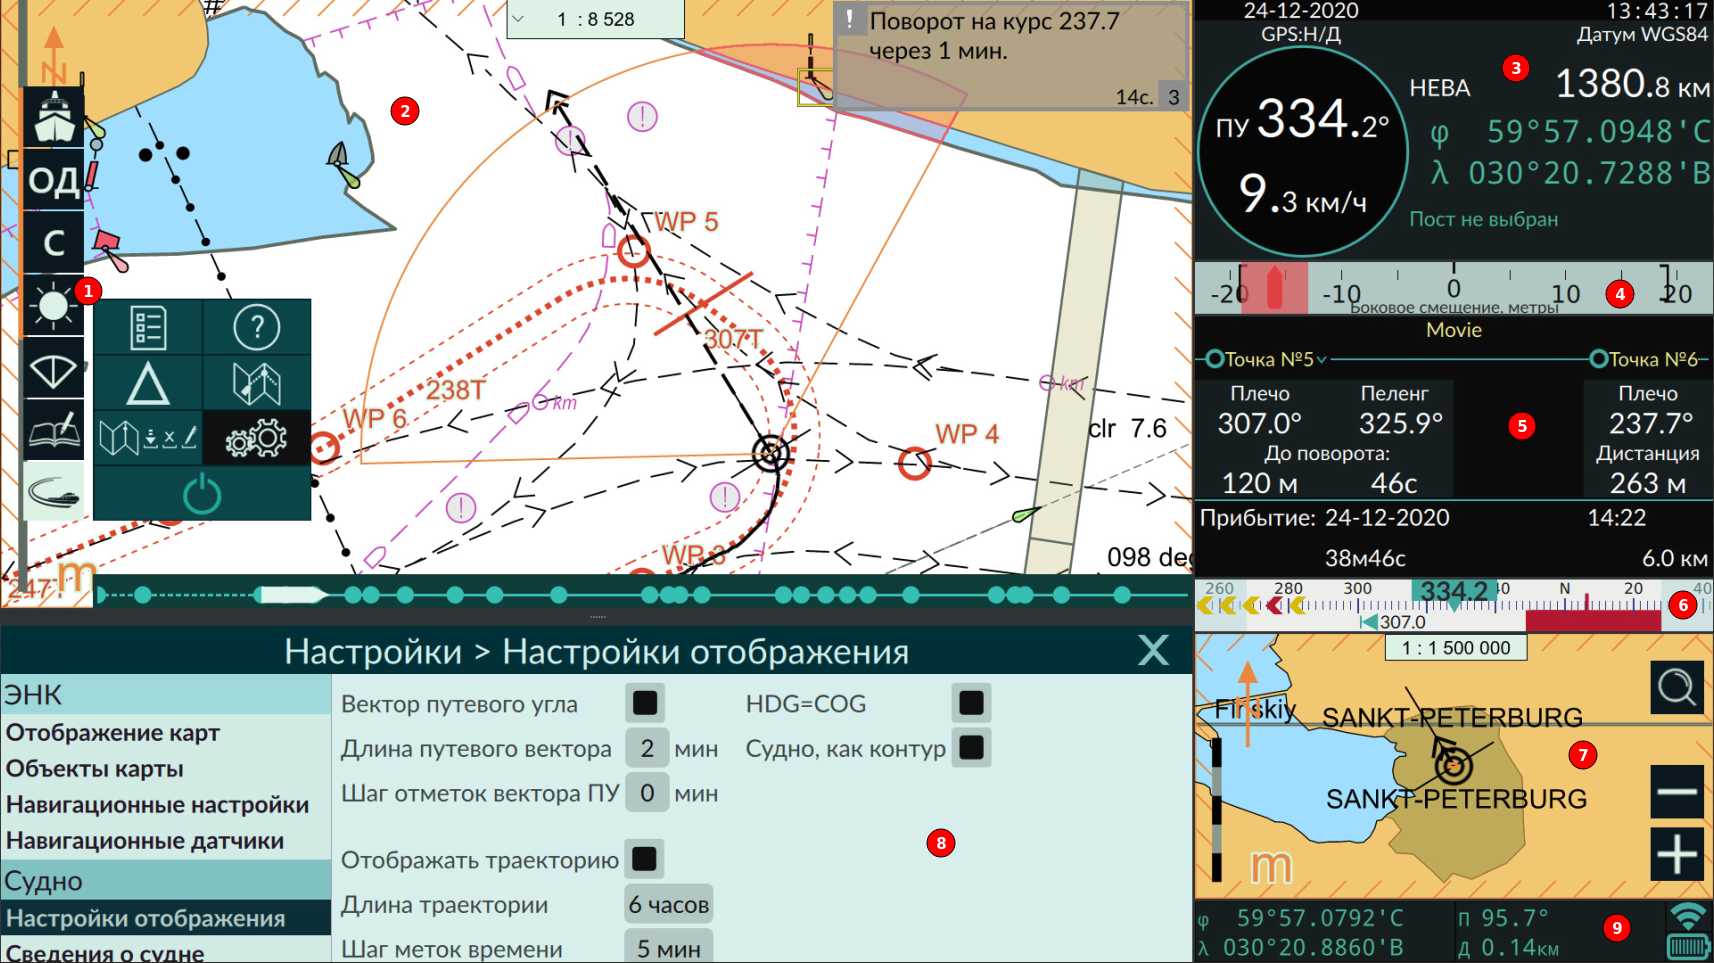 1 : 8 528
! Поворот на курс 237.7
через 1 мин.
14с. 3
N
#
2
1
ОД
С
?
WP 5
307T
238T
WP 6
km
km
WP 4
clr 7.6
WP 3
098 deg
247T
m
24-12-2020 13:43:17
GPS:Н/Д Датум WGS84
3
ПУ 334.2°
9.3 км/ч
НЕВА 1380.8 км
φ 59°57.0948'С
λ 030°20.7288'В
Пост не выбран
-20 -10 0 10 20
4
Боковое смещение, метры
Movie
Точка №5 Точка №6
Плечо Пеленг Плечо
307.0° 325.9° 237.7°
5
До поворота: Дистанция
120 м 46с 263 м
Прибытие: 24-12-2020 14:22
38м46с 6.0 км
260 280 300 334.2 40 N 20 40
6
307.0
1 : 1 500 000
N
Finskiy
SANKT-PETERBURG
7
SANKT-PETERBURG
m
φ 59°57.0792'С П 95.7°
λ 030°20.8860'В Д 0.14км
9
Настройки > Настройки отображения X
ЭНК
Отображение карт
Объекты карты
Навигационные настройки
Навигационные датчики
Судно
Настройки отображения
Сведения о судне
Вектор путевого угла HDG=COG
Длина путевого вектора 2 мин Судно, как контур
Шаг отметок вектора ПУ 0 мин
8
Отображать траекторию
Длина траектории 6 часов
Шаг меток времени 5 мин